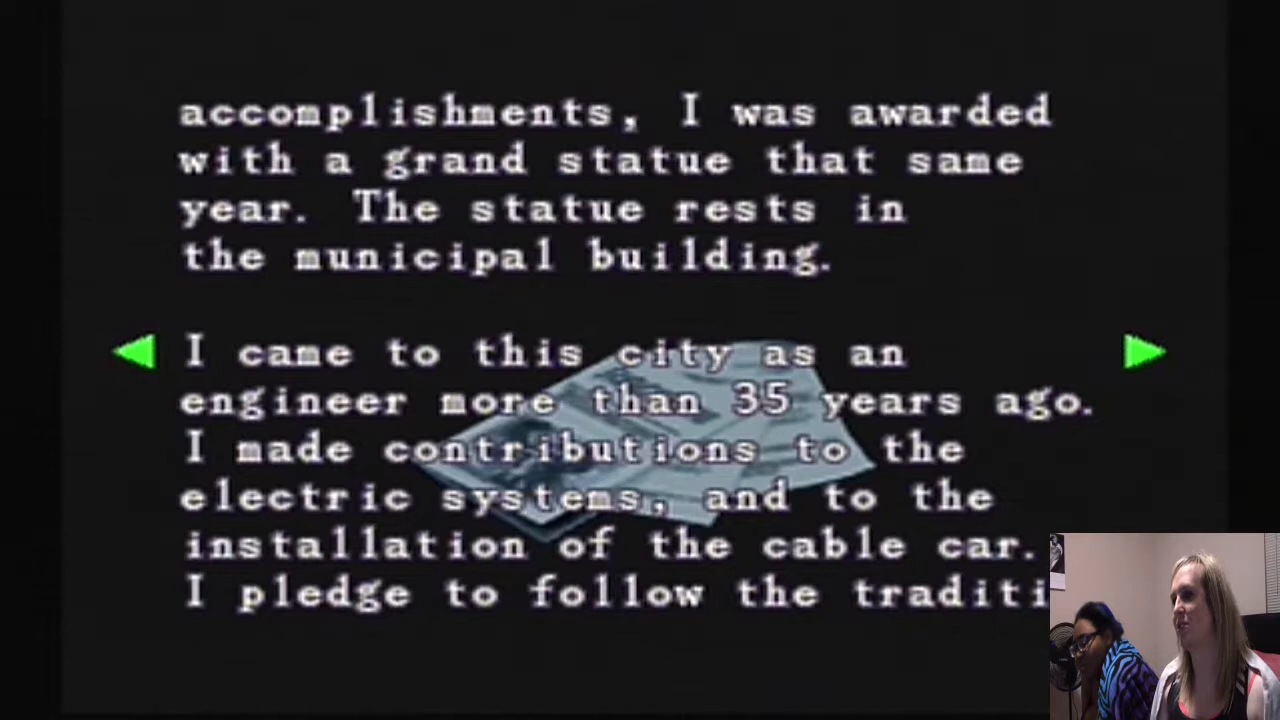 accomplishments, I was awarded
with a grand statue that same
year. The statue rests in
the municipal building.
I came to this city as an
engineer more than 35 years ago.
I made contributions to the
electric systems, and to the
installation of the cable car.
I pledge to follow the traditi